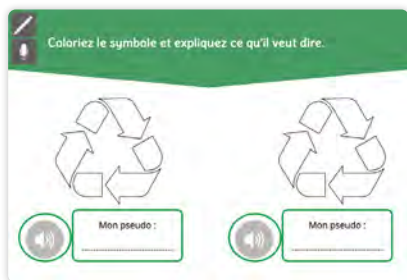 Coloriez le symbole et expliquez ce qu'il veut dire.
Mon pseudo :
Mon pseudo :